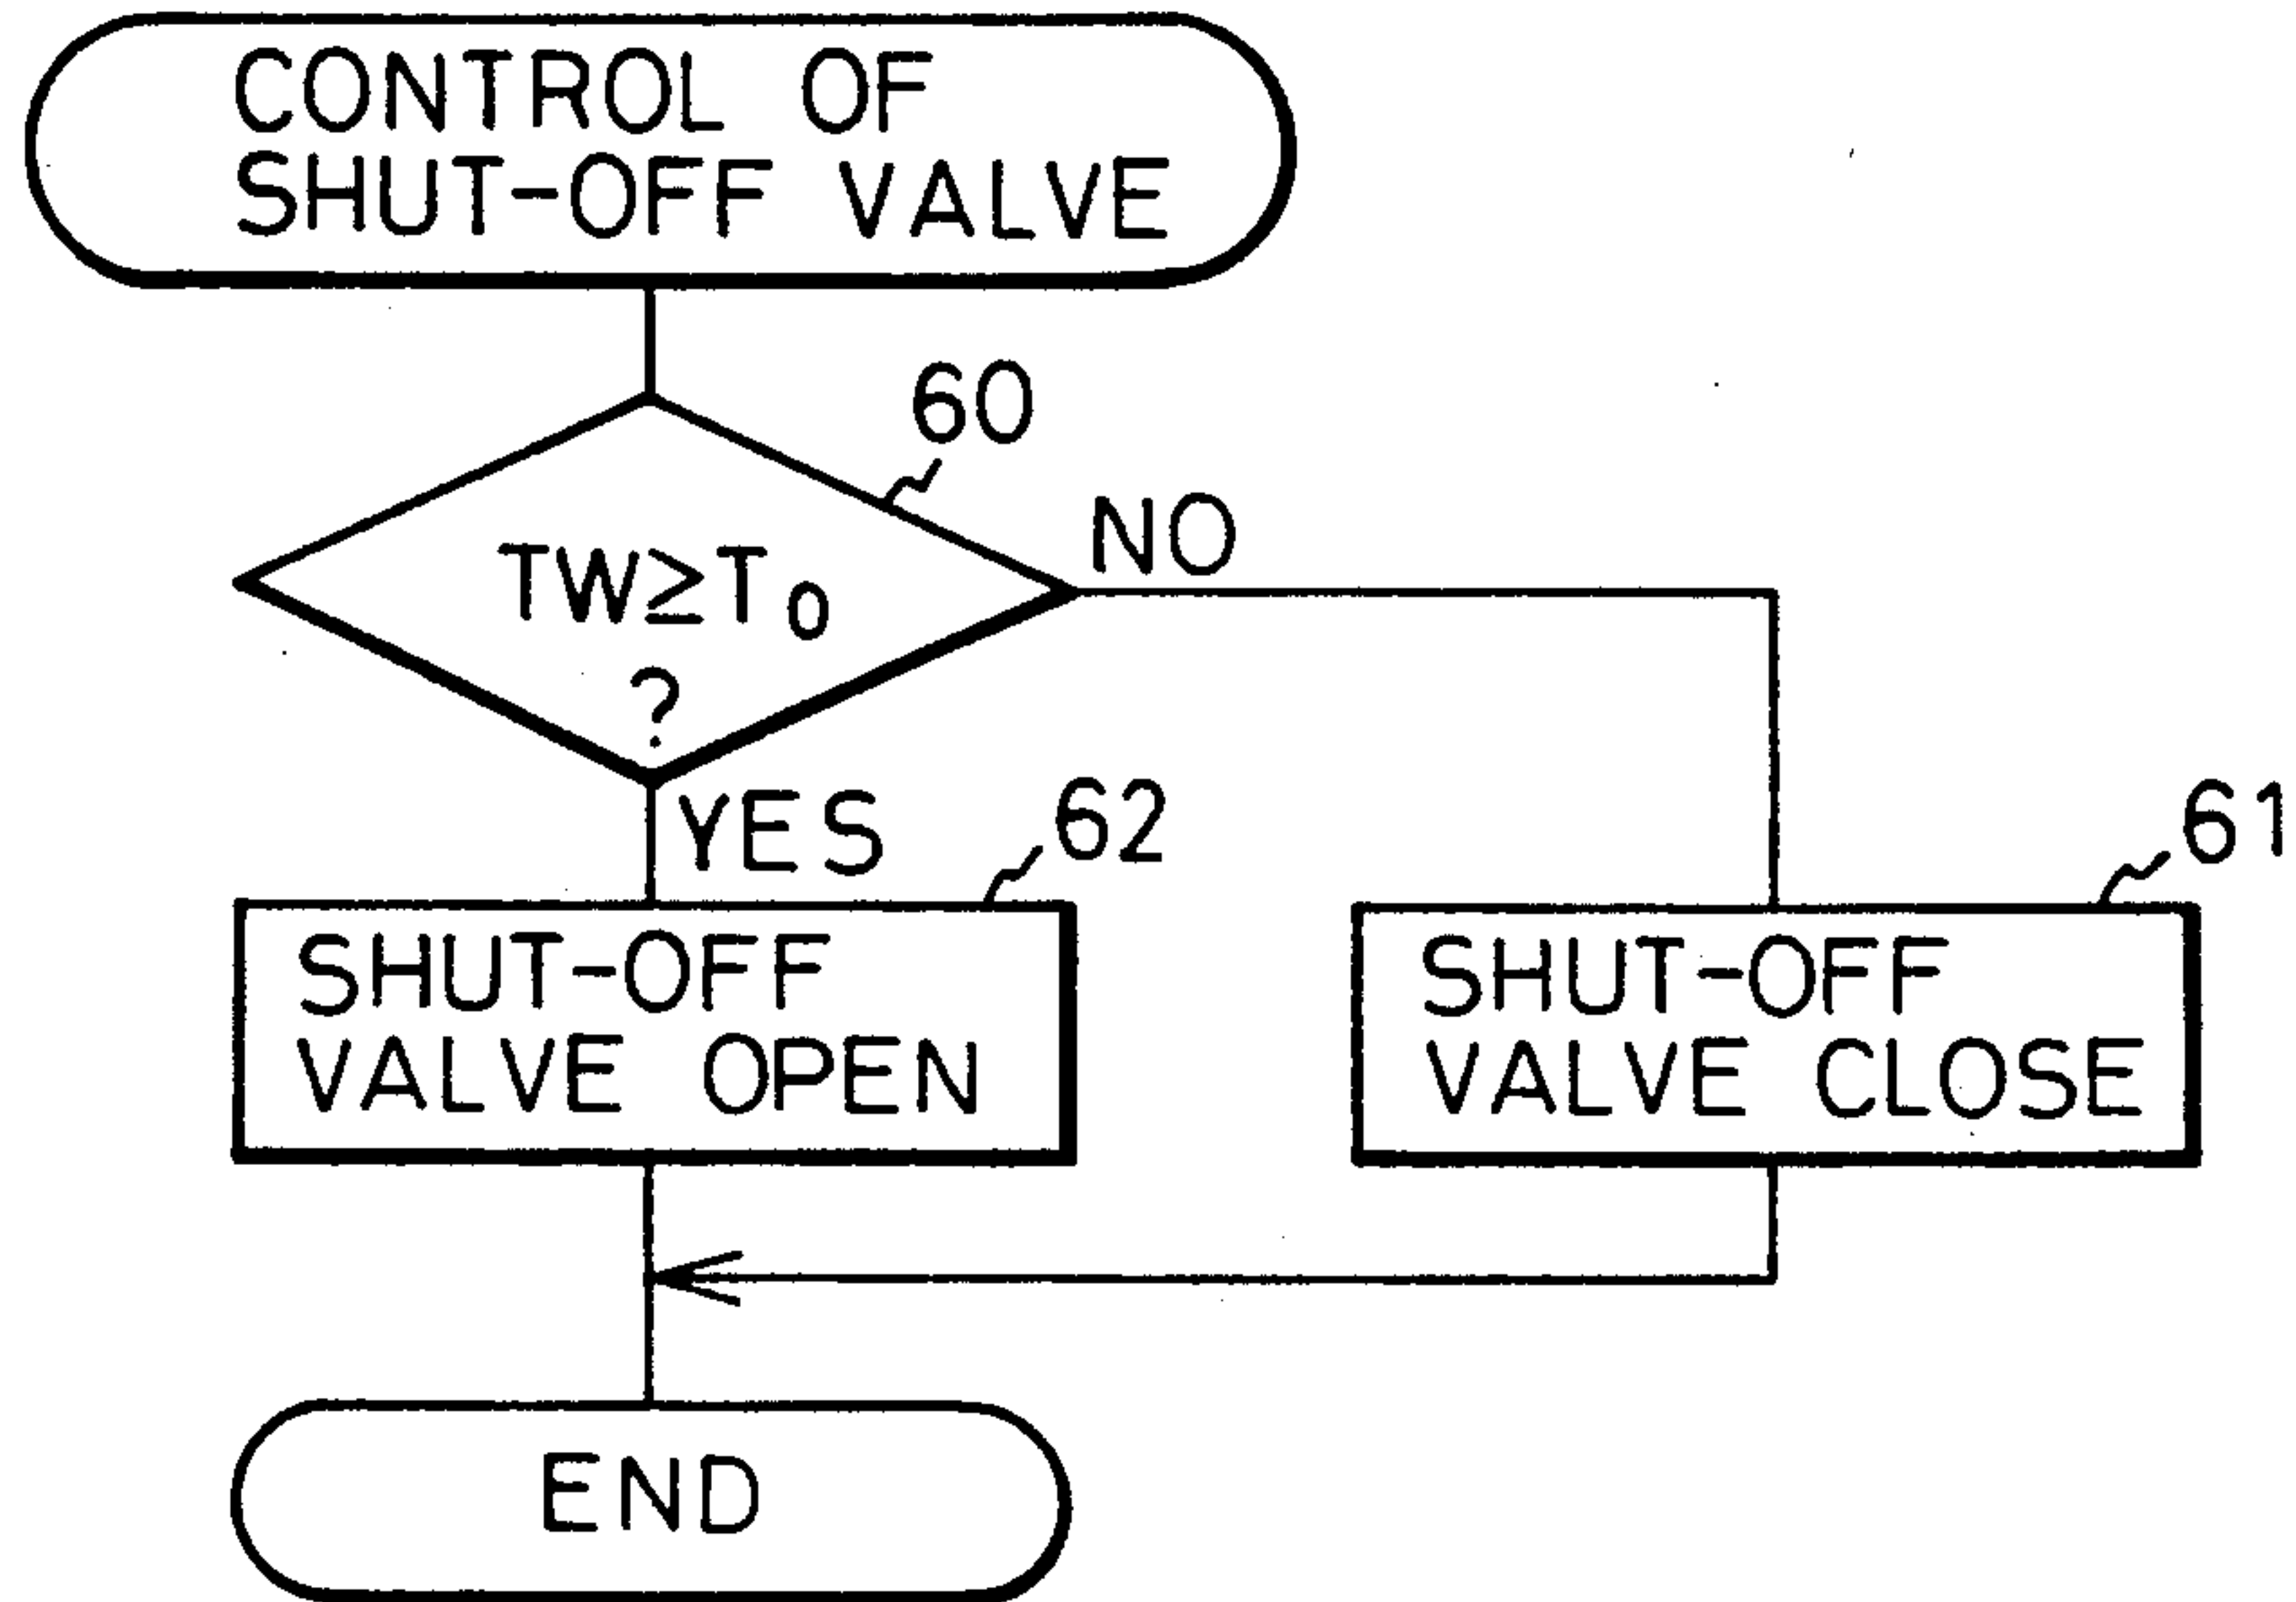 CONTROL OF
SHUT-OFF VALVE
60
NO
TW≥T₀
?
YES
62
61
SHUT-OFF
VALVE OPEN
SHUT-OFF
VALVE CLOSE
END